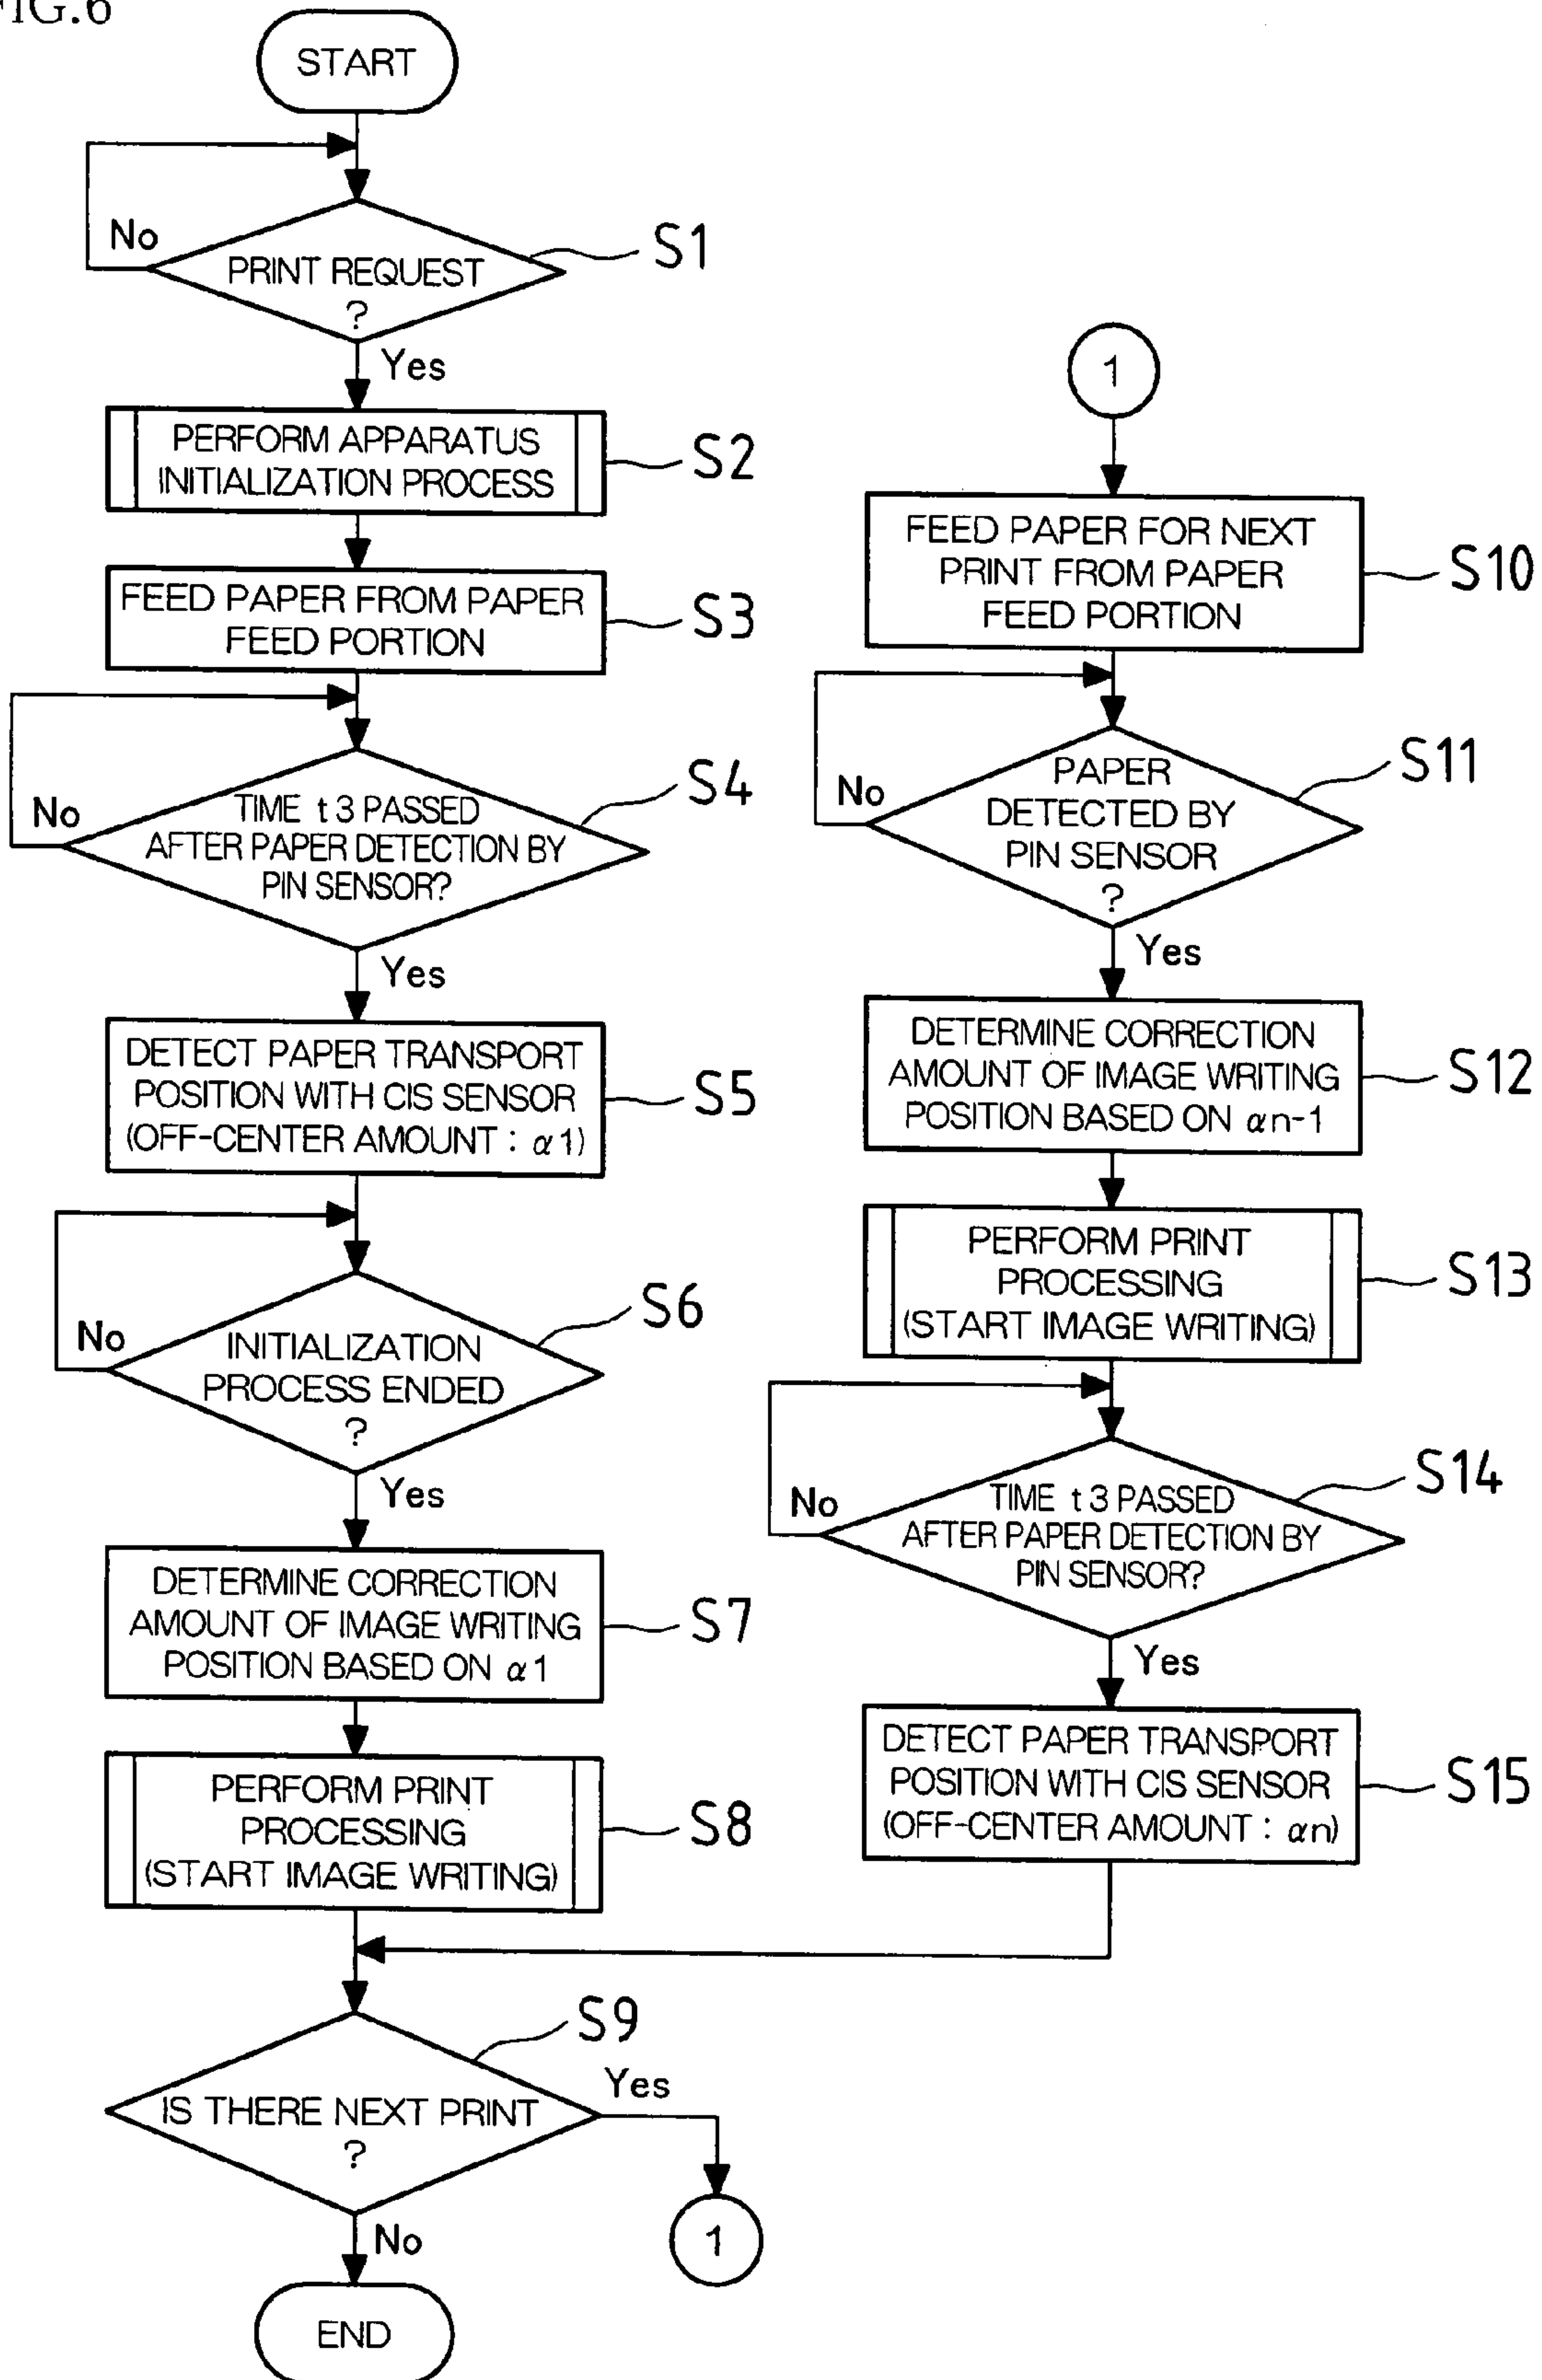 FIG.6
START
No
PRINT REQUEST
?
S1
Yes
PERFORM APPARATUS
INITIALIZATION PROCESS
S2
FEED PAPER FROM PAPER
FEED PORTION
S3
No
TIME t3 PASSED
AFTER PAPER DETECTION BY
PIN SENSOR?
S4
Yes
DETECT PAPER TRANSPORT
POSITION WITH CIS SENSOR
(OFF-CENTER AMOUNT : α1)
S5
No
INITIALIZATION
PROCESS ENDED
?
S6
Yes
DETERMINE CORRECTION
AMOUNT OF IMAGE WRITING
POSITION BASED ON α1
S7
PERFORM PRINT
PROCESSING
(START IMAGE WRITING)
S8
S9
IS THERE NEXT PRINT
?
Yes
1
No
END
1
FEED PAPER FOR NEXT
PRINT FROM PAPER
FEED PORTION
S10
No
PAPER
DETECTED BY
PIN SENSOR
?
S11
Yes
DETERMINE CORRECTION
AMOUNT OF IMAGE WRITING
POSITION BASED ON αn-1
S12
PERFORM PRINT
PROCESSING
(START IMAGE WRITING)
S13
No
TIME t3 PASSED
AFTER PAPER DETECTION BY
PIN SENSOR?
S14
Yes
DETECT PAPER TRANSPORT
POSITION WITH CIS SENSOR
(OFF-CENTER AMOUNT : αn)
S15